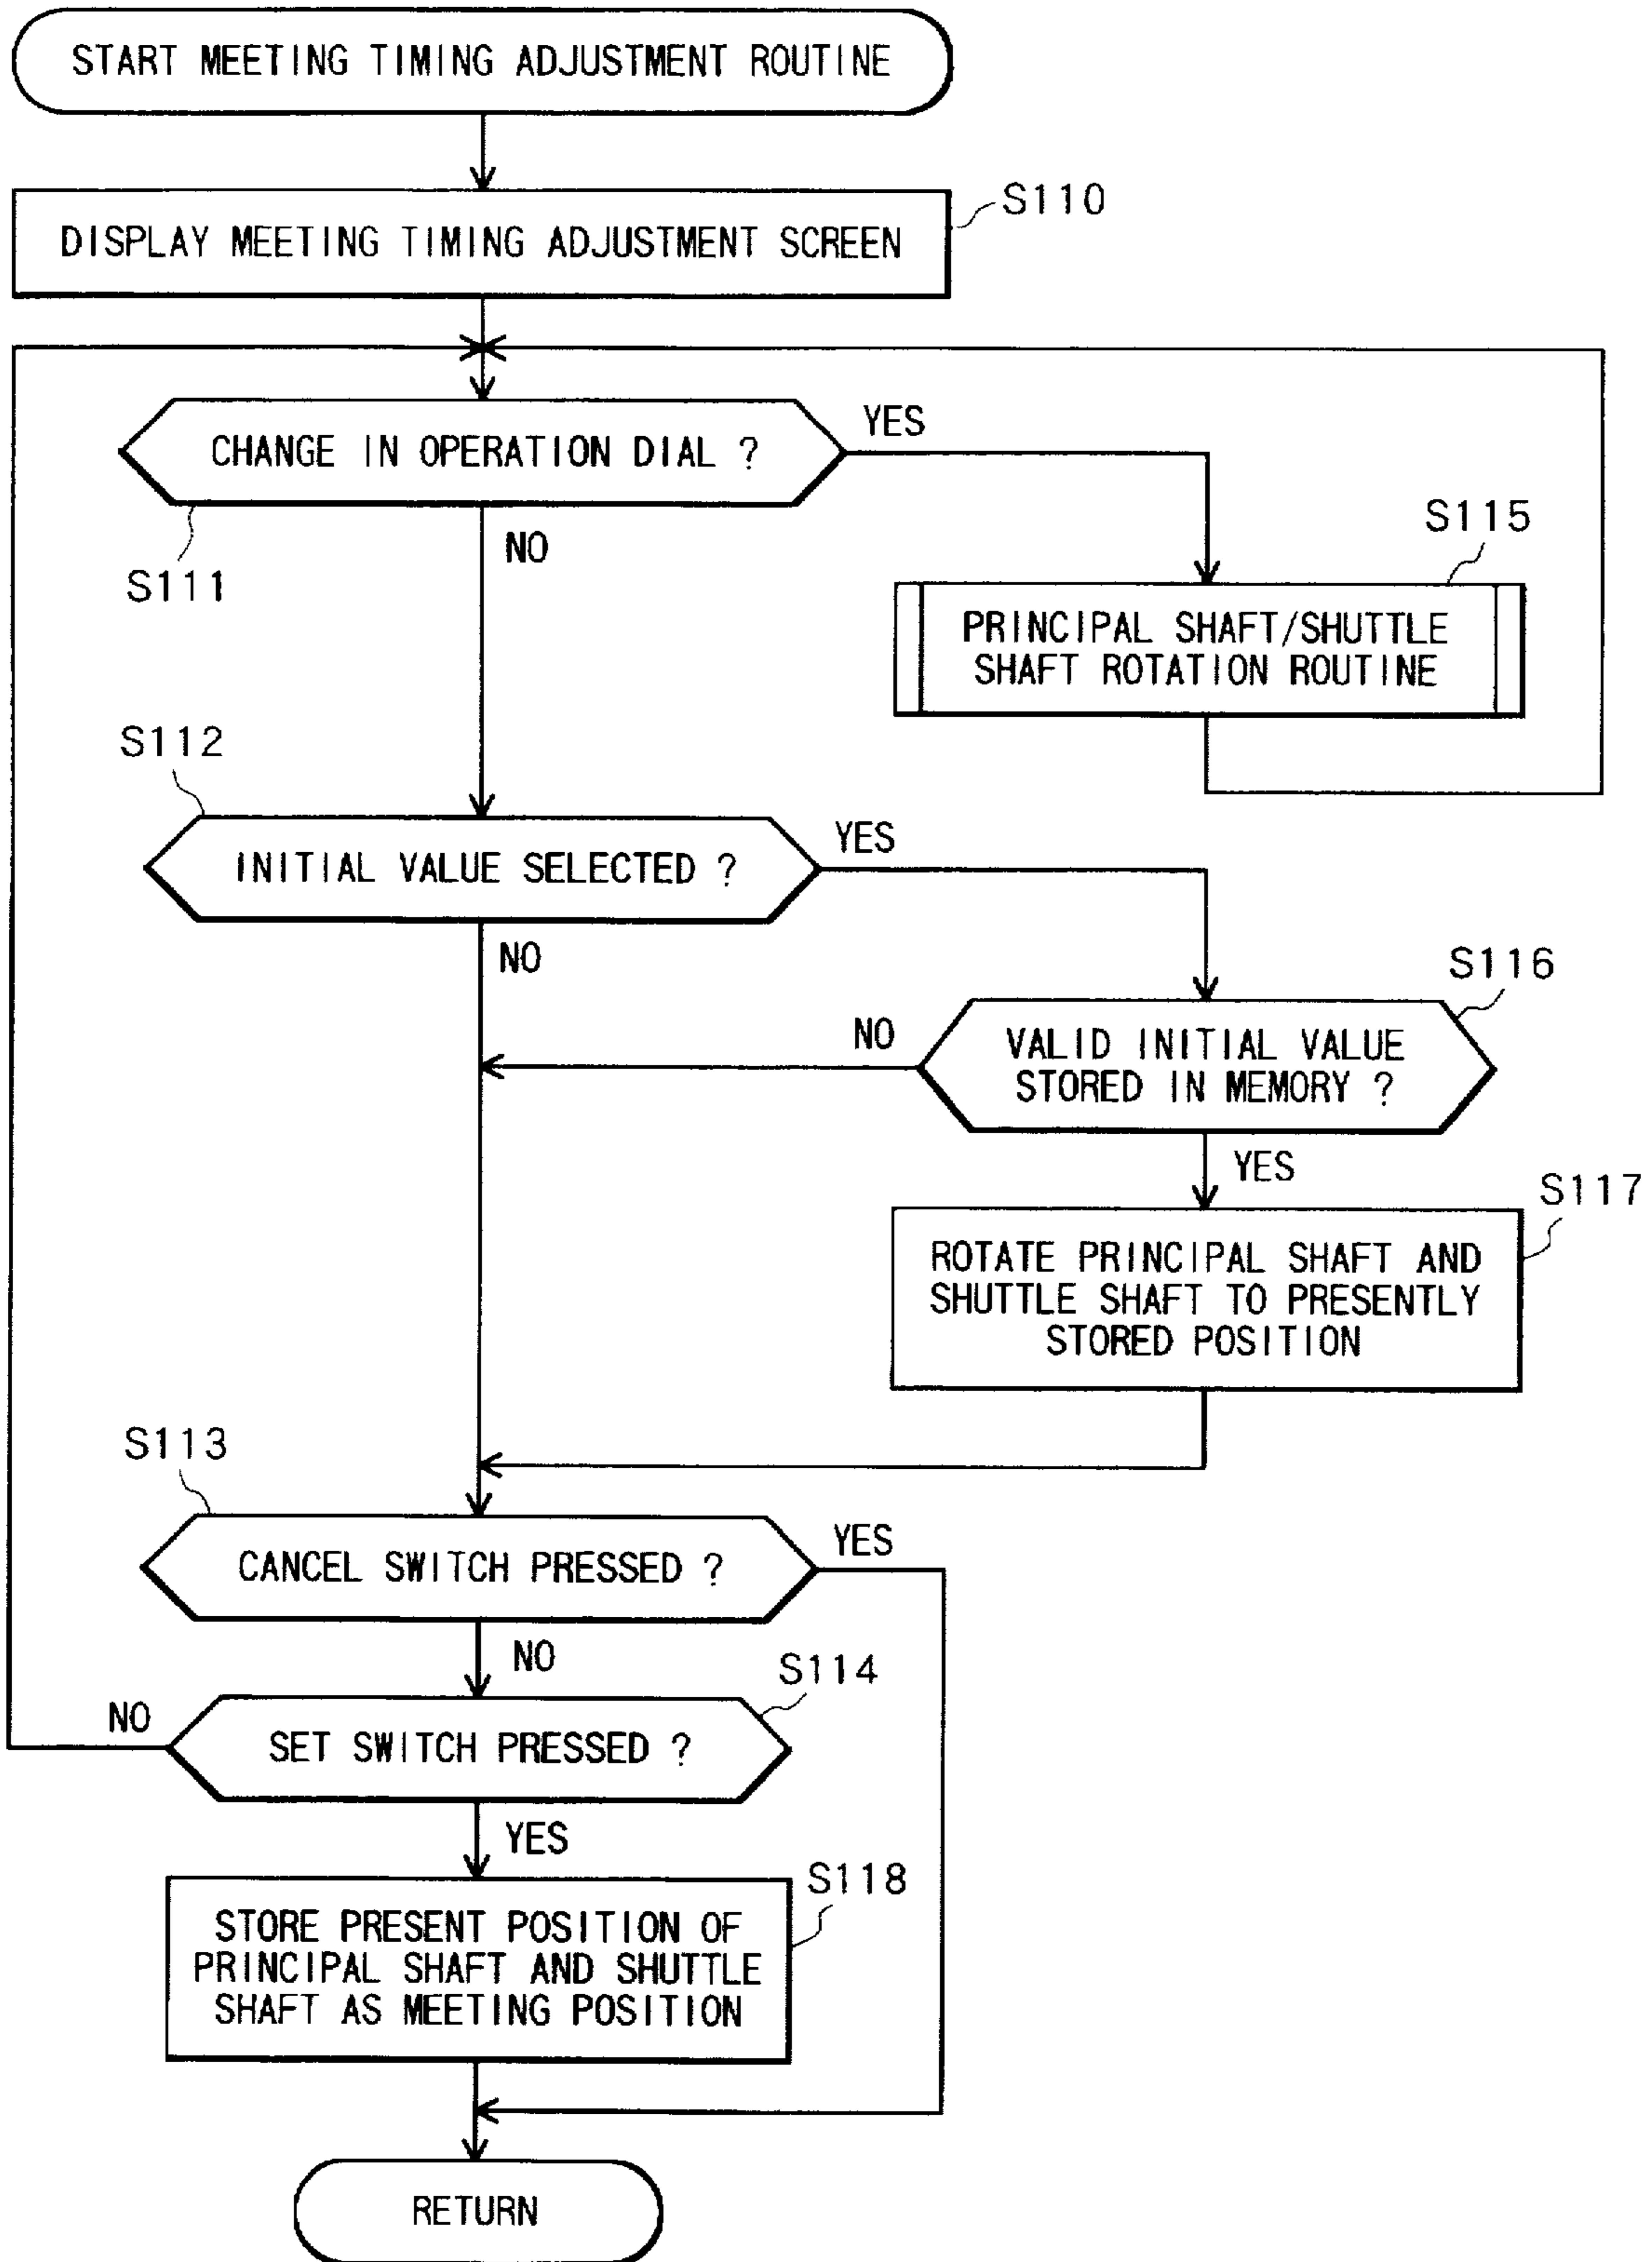 START MEETING TIMING ADJUSTMENT ROUTINE
S110
DISPLAY MEETING TIMING ADJUSTMENT SCREEN
YES
CHANGE IN OPERATION DIAL ?
S111
NO
S115
PRINCIPAL SHAFT/SHUTTLE
SHAFT ROTATION ROUTINE
S112
YES
INITIAL VALUE SELECTED ?
NO
S116
NO
VALID INITIAL VALUE
STORED IN MEMORY ?
YES
S117
ROTATE PRINCIPAL SHAFT AND
SHUTTLE SHAFT TO PRESENTLY
STORED POSITION
S113
YES
CANCEL SWITCH PRESSED ?
NO
S114
NO
SET SWITCH PRESSED ?
YES
S118
STORE PRESENT POSITION OF
PRINCIPAL SHAFT AND SHUTTLE
SHAFT AS MEETING POSITION
RETURN